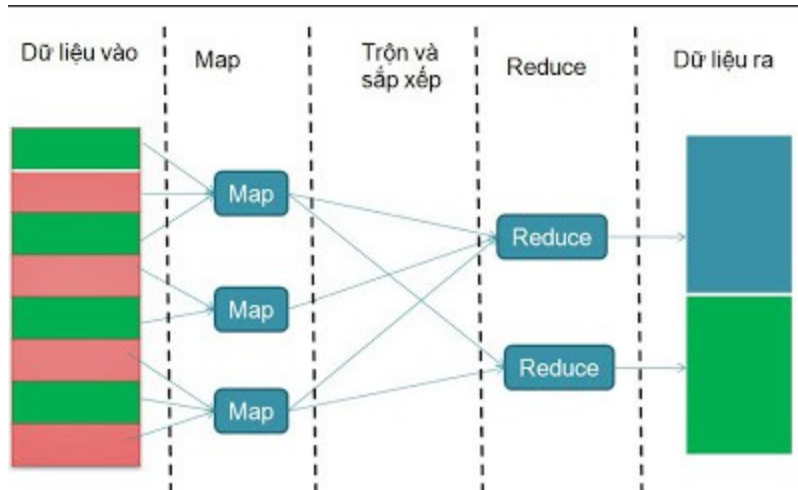 Dữ liệu vào
Map
Trộn và
sắp xếp
Reduce
Dữ liệu ra
Map
Map
Map
Reduce
Reduce